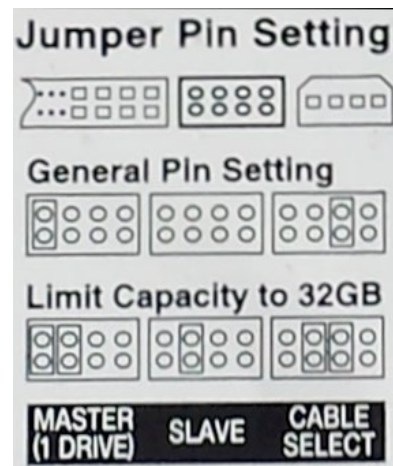 Jumper Pin Setting
General Pin Setting
Limit Capacity to 32GB
MASTER SLAVE CABLE
(1 DRIVE) SELECT